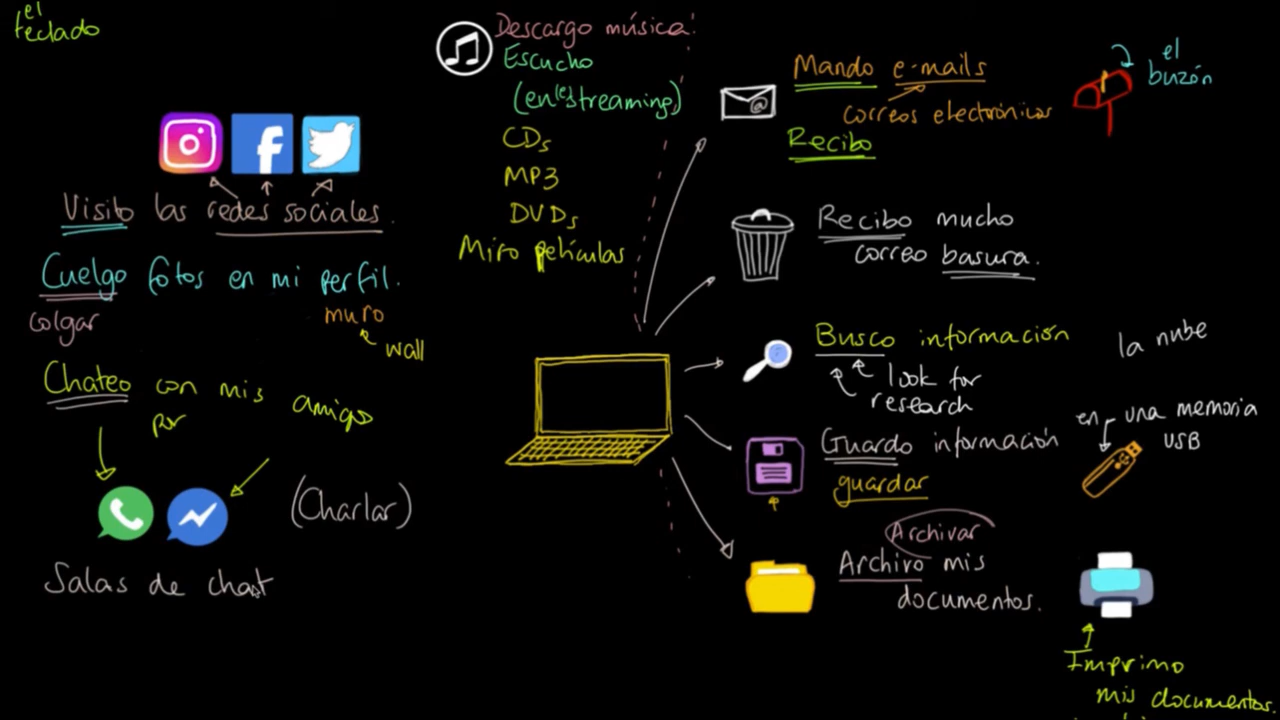 el
teclado
Descargo música
Escucho
(en (el) streaming)
CDs
MP3
DVDs
Miro películas
Visito las redes sociales.
Cuelgo fotos en mi perfil.
colgar
muro
wall
Chateo con mis amigos
por
(Charlar)
Salas de chat
Mando e-mails
correos electrónicos
Recibo
el
buzón
Recibo mucho
correo basura.
Busco información
look for
research
la nube
Guardo información
guardar
en una memoria
USB
Archivar
Archivo mis
documentos.
Imprimo
mis documentos.